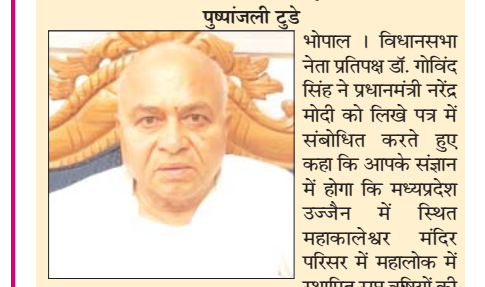 पुष्पांजली टुडे
भोपाल । विधानसभा
नेता प्रतिपक्ष डॉ. गोविंद
सिंह ने प्रधानमंत्री नरेंद्र
मोदी को लिखे पत्र में
संबोधित करते हुए
कहा कि आपके संज्ञान
में होगा कि मध्यप्रदेश
उज्जैन में स्थित
महाकालेश्वर मंदिर
परिसर में महालोक में